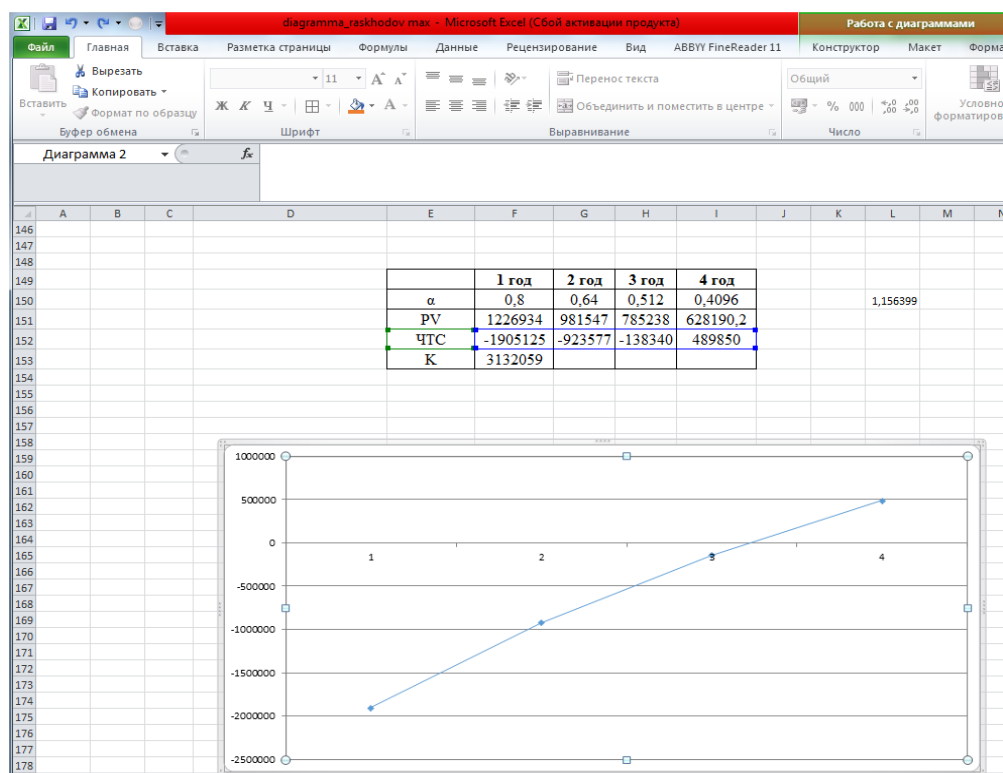 diagramma_raskhodov max - Microsoft Excel (Сбой активации продукта)
Работа с диаграммами
Файл Главная Вставка Разметка страницы Формулы Данные Рецензирование Вид ABBYY FineReader 11 Конструктор Макет Форма
Вставить
Вырезать
Копировать
Формат по образцу
Буфер обмена
11
Ж К Ч
Шрифт
Перенос текста
Объединить и поместить в центре
Выравнивание
Общий
% 000
Число
Условно
форматиров
Диаграмма 2
fx
A B C D E F G H I J K L M N
146
147
148
149 1 год 2 год 3 год 4 год
150 α 0,8 0,64 0,512 0,4096 1,156399
151 PV 1226934 981547 785238 628190,2
152 ЧТС -1905125 -923577 -138340 489850
153 К 3132059
154
155
156
157
158
159
160
161
162
163
164
165
166
167
168
169
170
171
172
173
174
175
176
177
178
1000000
500000
0
1 2 3 4
-500000
-1000000
-1500000
-2000000
-2500000